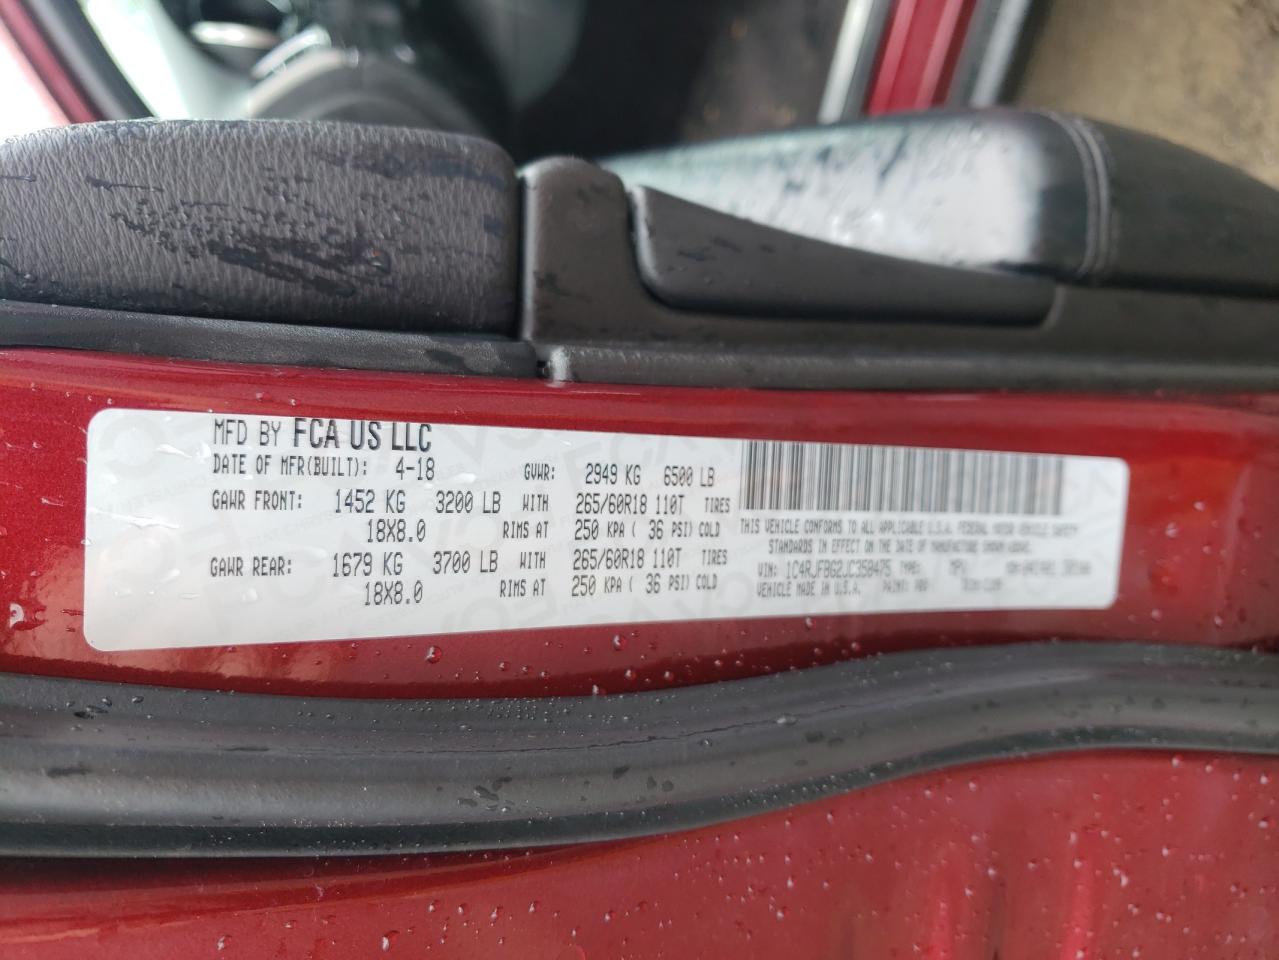 MFD BY FCA US LLC
DATE OF MFR(BUILT): 4-18 GVWR: 2949 KG 6500 LB
GAWR FRONT: 1452 KG 3200 LB WITH 265/60R18 110T TIRES
18X8.0 RIMS AT 250 KPA ( 36 PSI) COLD
GAWR REAR: 1679 KG 3700 LB WITH 265/60R18 110T TIRES
18X8.0 RIMS AT 250 KPA ( 36 PSI) COLD
THIS VEHICLE CONFORMS TO ALL APPLICABLE U.S.A. FEDERAL MOTOR VEHICLE SAFETY
STANDARDS IN EFFECT ON THE DATE OF MANUFACTURE SHOWN ABOVE.
VIN: 1C4RJFBG2JC358475 TYPE: MPV
VEHICLE MADE IN U.S.A. PAINT: